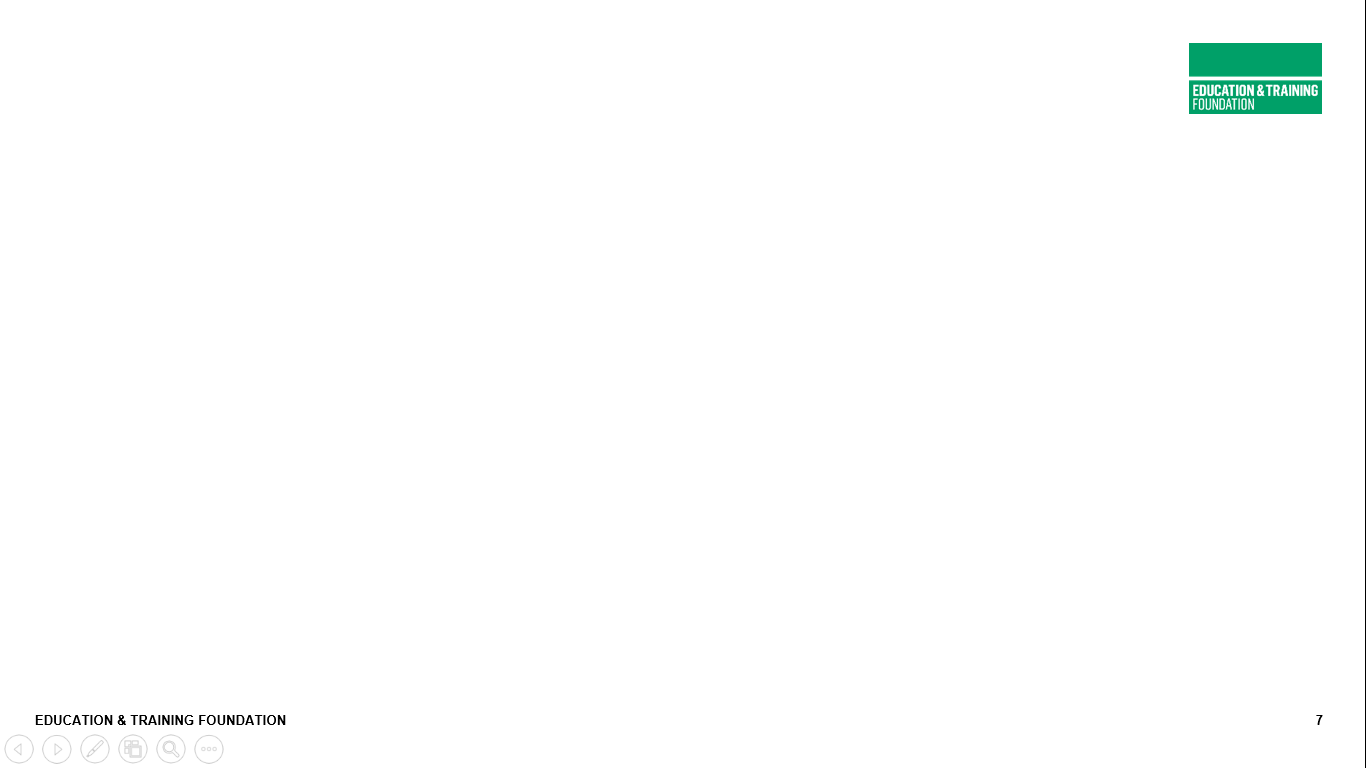 EDUCATION & TRAINING
FOUNDATION
EDUCATION & TRAINING FOUNDATION
7